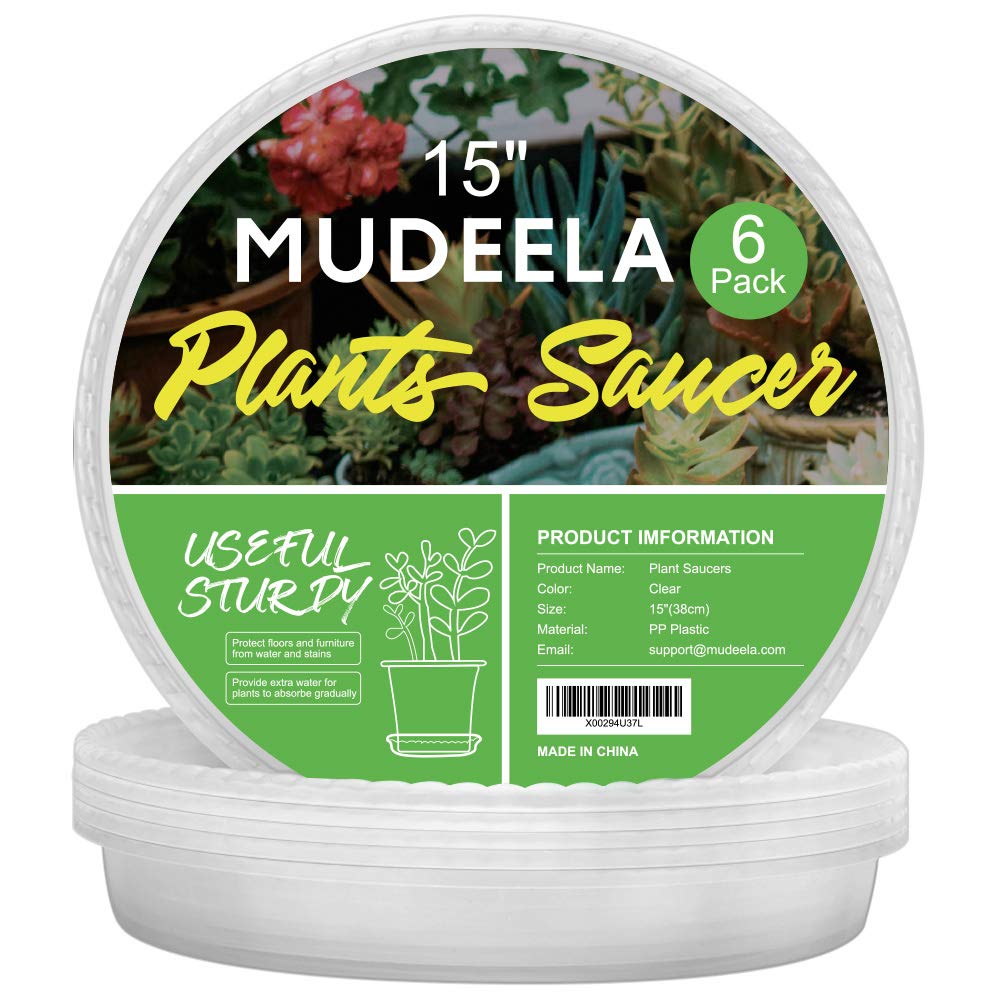 15"
MUDEELA
6
Pack
Plants Saucer
USEFUL
STURDY
Protect floors and furniture
from water and stains
Provide extra water for
plants to absorbe gradually
PRODUCT IMFORMATION
Product Name: Plant Saucers
Color: Clear
Size: 15"(38cm)
Material: PP Plastic
Email: support@mudeela.com
X00294U37L
MADE IN CHINA